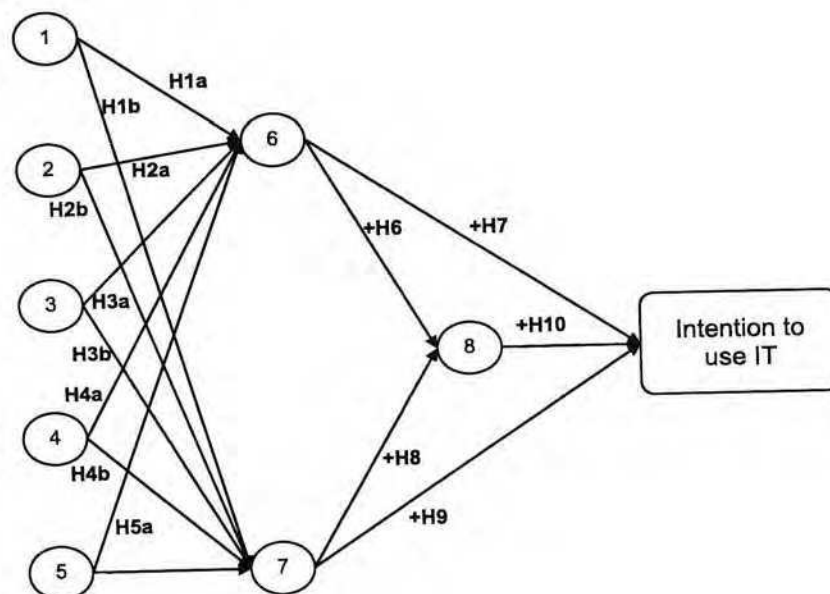 1
H1a
H1b
6
2
H2a
H2b
+H6
+H7
3
H3a
+H10
Intention to
use IT
8
H3b
H4a
4
H4b
+H8
+H9
H5a
5
7